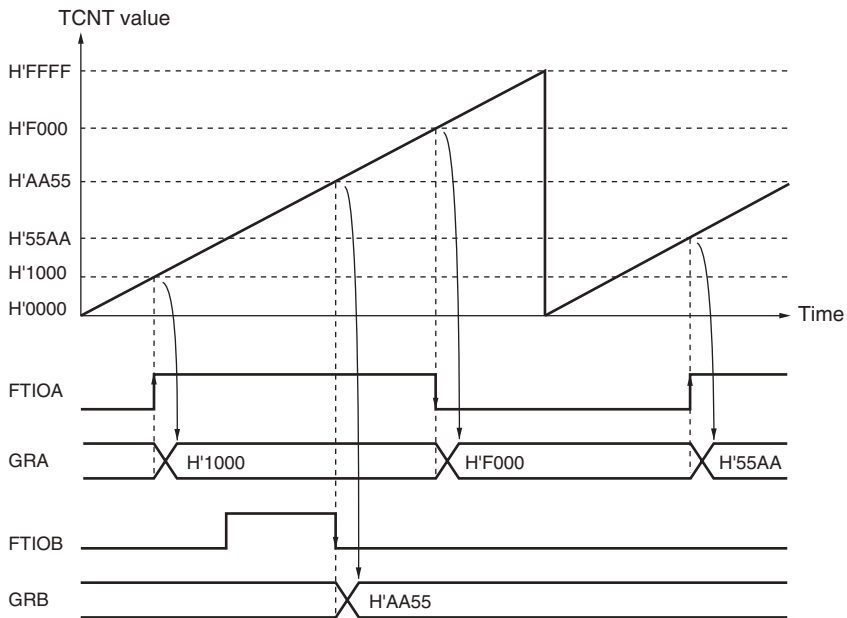 TCNT value
H'FFFF
H'F000
H'AA55
H'55AA
H'1000
H'0000
Time
FTIOA
GRA
H'1000
H'F000
H'55AA
FTIOB
GRB
H'AA55